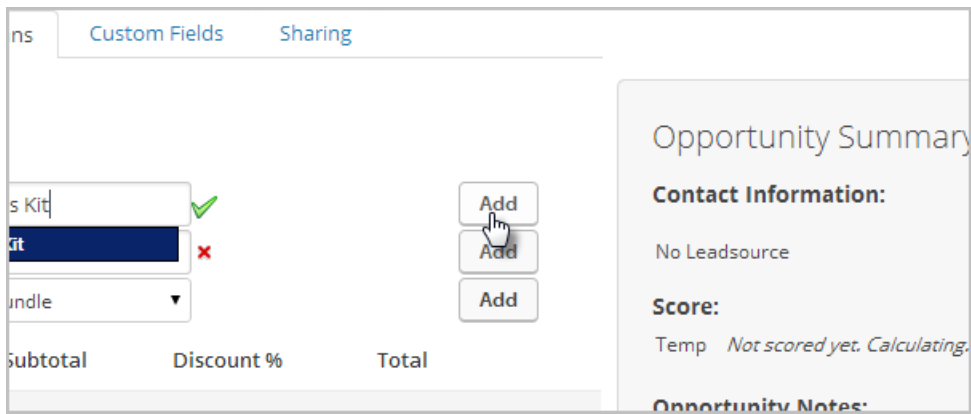 ns Custom Fields Sharing
Opportunity Summary
Contact Information:
s Kit Add
Kit Add
No Leadsource
undle Add
Score:
Subtotal Discount % Total
Temp Not scored yet. Calculating.
Opportunity Notes: